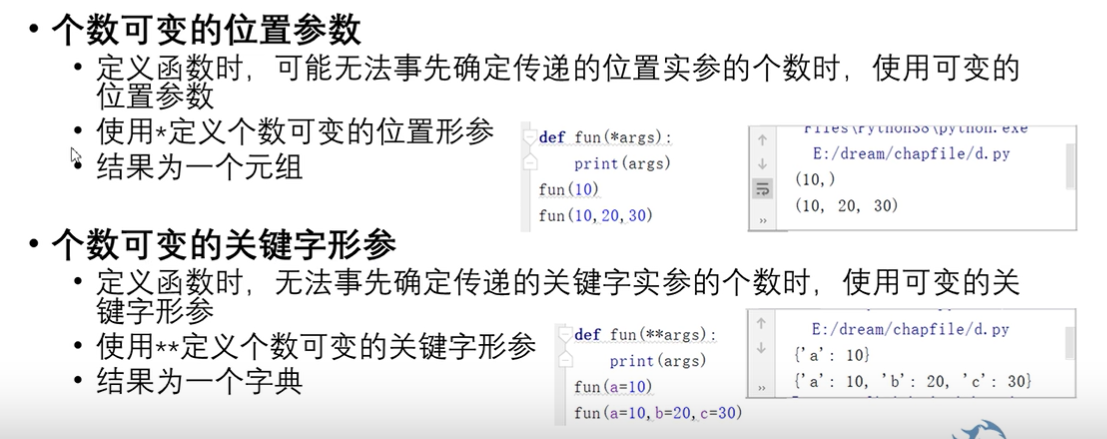 • 个数可变的位置参数
• 定义函数时，可能无法事先确定传递的位置实参的个数时，使用可变的
位置参数
• 使用*定义个数可变的位置形参
• 结果为一个元组
def fun(*args):
print(args)
fun(10)
fun(10,20,30)
Files\Python38\python.exe
E:/dream/chapfile/d.py
(10,)
(10, 20, 30)
• 个数可变的关键字形参
• 定义函数时，无法事先确定传递的关键字实参的个数时，使用可变的关
键字形参
• 使用**定义个数可变的关键字形参
• 结果为一个字典
def fun(**args):
print(args)
fun(a=10)
fun(a=10,b=20,c=30)
E:/dream/chapfile/d.py
{'a': 10}
{'a': 10, 'b': 20, 'c': 30}